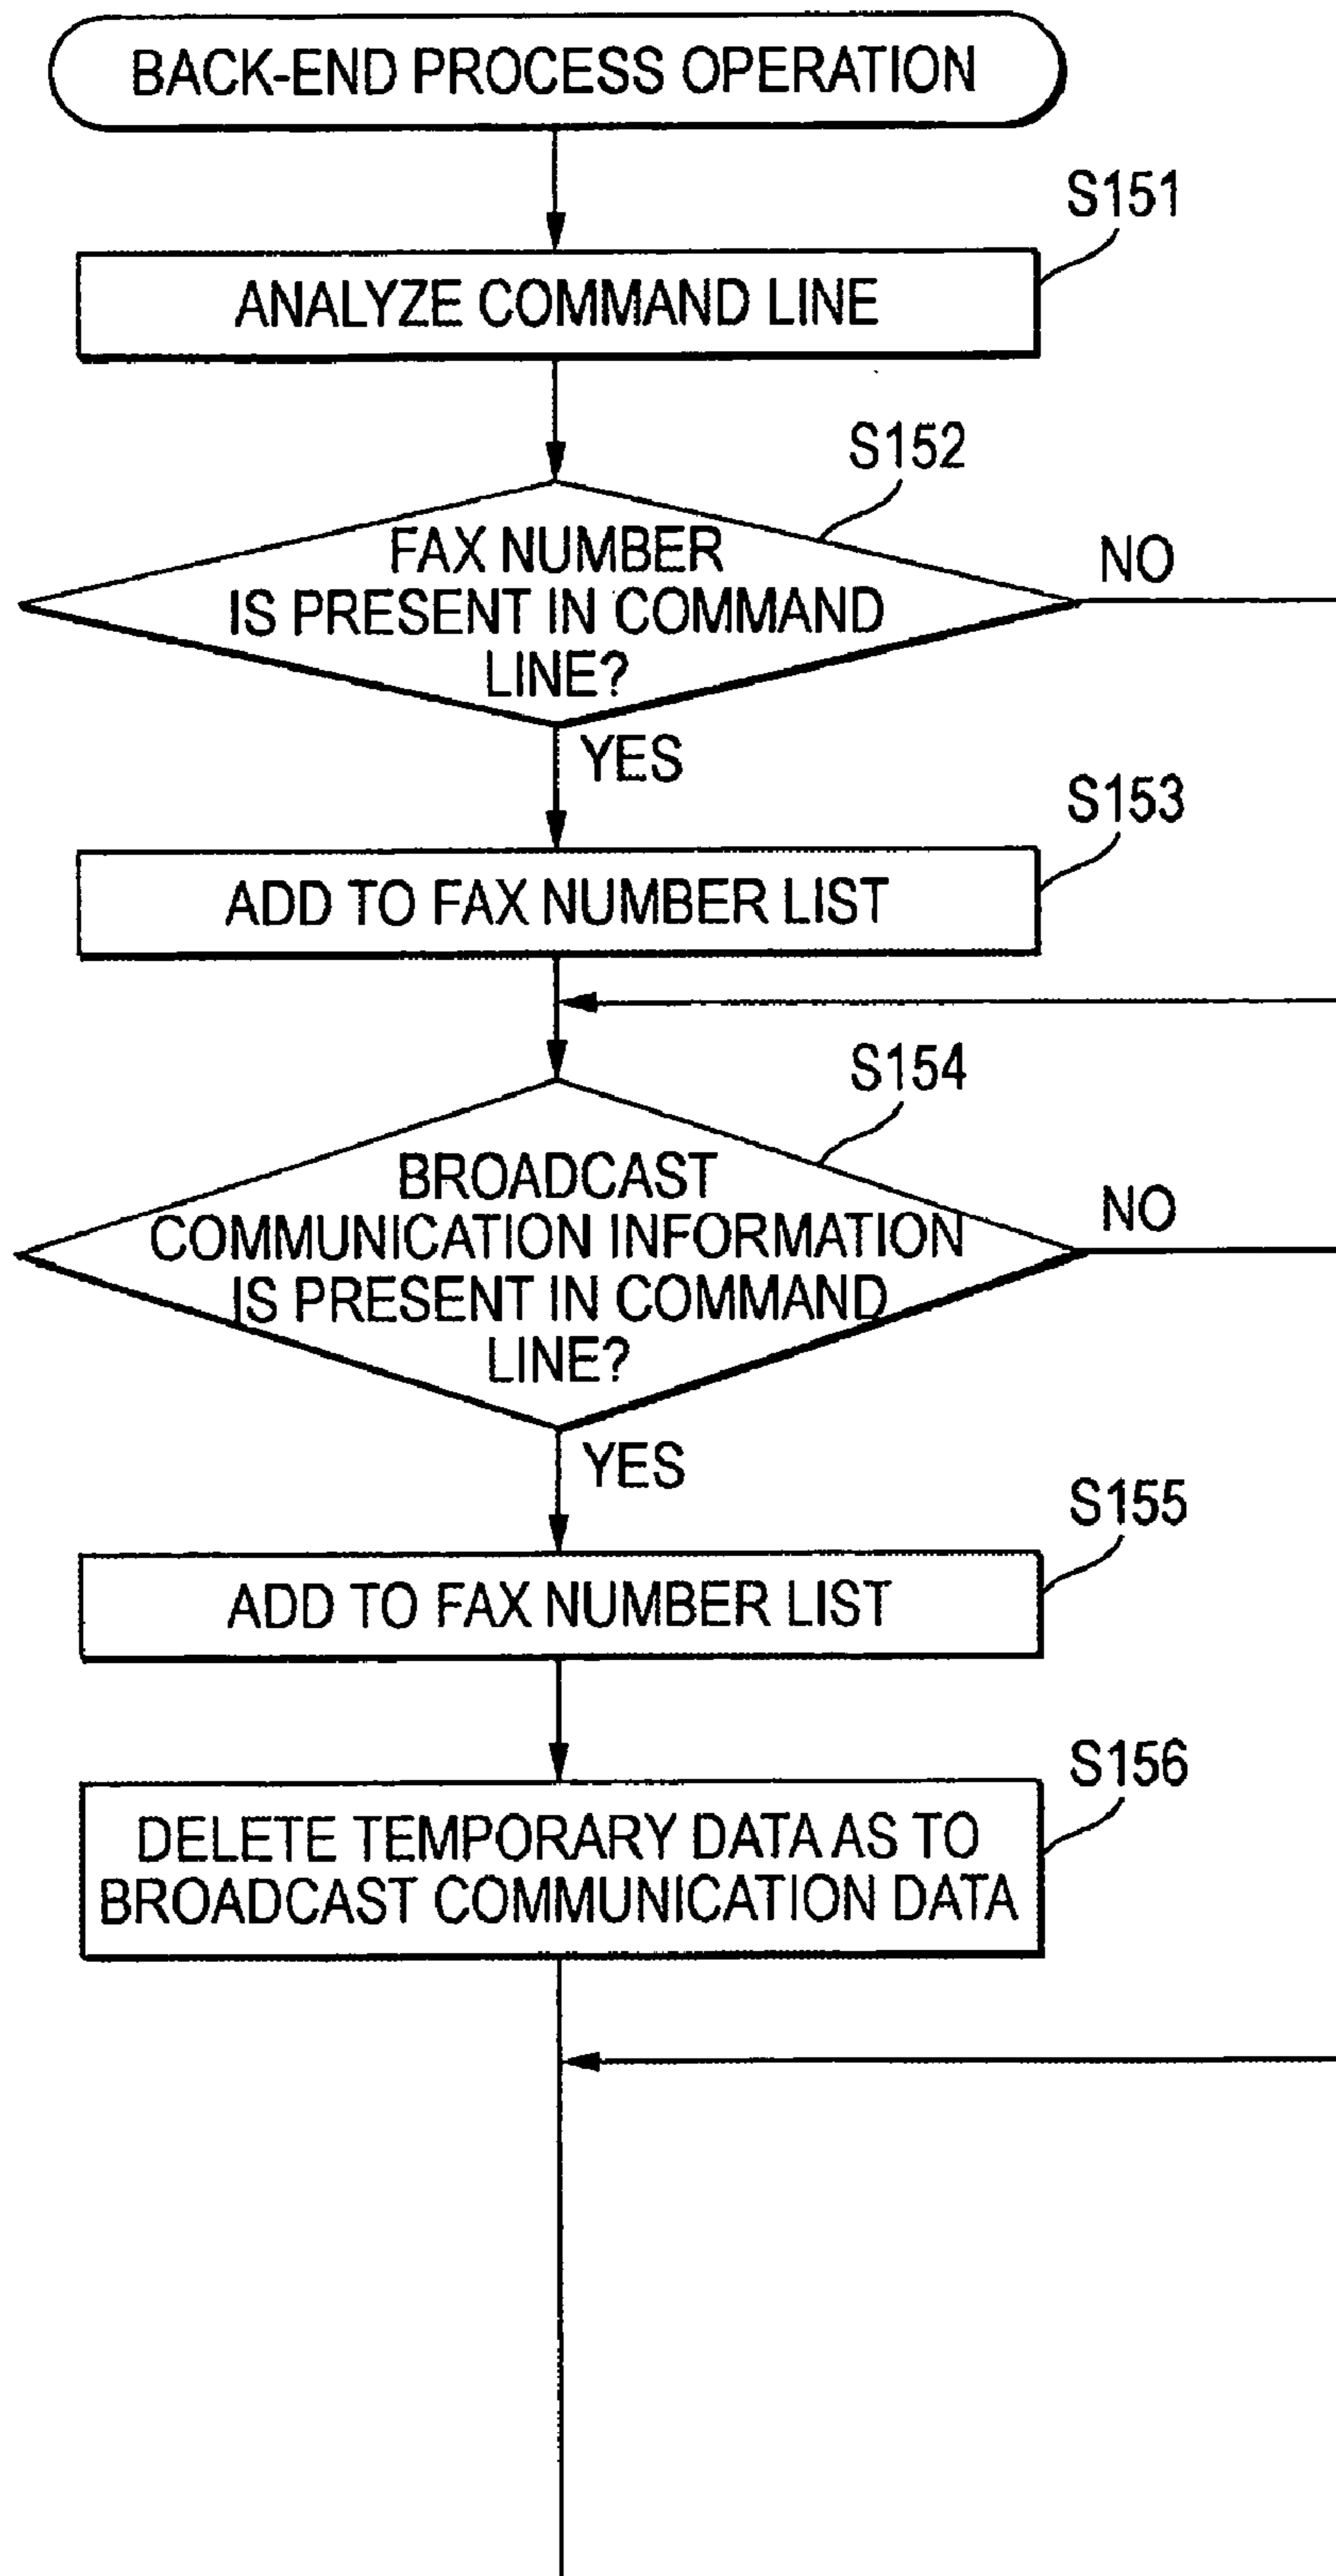 BACK-END PROCESS OPERATION
S151
ANALYZE COMMAND LINE
S152
FAX NUMBER
IS PRESENT IN COMMAND
LINE?
NO
YES
S153
ADD TO FAX NUMBER LIST
S154
BROADCAST
COMMUNICATION INFORMATION
IS PRESENT IN COMMAND
LINE?
NO
YES
S155
ADD TO FAX NUMBER LIST
S156
DELETE TEMPORARY DATA AS TO
BROADCAST COMMUNICATION DATA